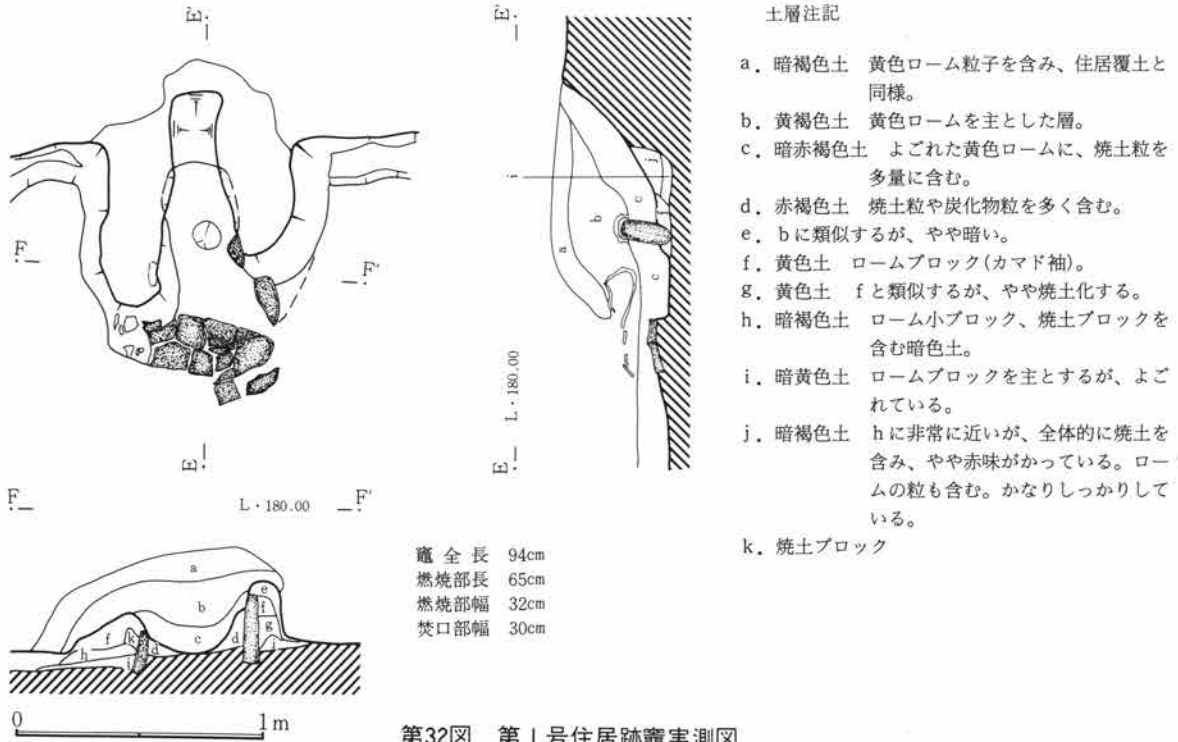 E'
E
F
F'
E'
i
a
b
c
j
f
c
L・180.00
E
F
L・180.00
F'
a
b
c
d
e
f
g
i
f
k
d
h
i
0
1m
竈全長 94cm
燃焼部長 65cm
燃焼部幅 32cm
焚口部幅 30cm
土層注記
a．暗褐色土 黄色ローム粒子を含み、住居覆土と
同様。
b．黄褐色土 黄色ロームを主とした層。
c．暗赤褐色土 よごれた黄色ロームに、焼土粒を
多量に含む。
d．赤褐色土 焼土粒や炭化物粒を多く含む。
e．bに類似するが、やや暗い。
f．黄色土 ロームブロック(カマド袖)。
g．黄色土 fと類似するが、やや焼土化する。
h．暗褐色土 ローム小ブロック、焼土ブロックを
含む暗色土。
i．暗黄色土 ロームブロックを主とするが、よご
れている。
j．暗褐色土 hに非常に近いが、全体的に焼土を
含み、やや赤味がかっている。ロー
ムの粒も含む。かなりしっかりして
いる。
k．焼土ブロック
第32図 第1号住居跡竈実測図